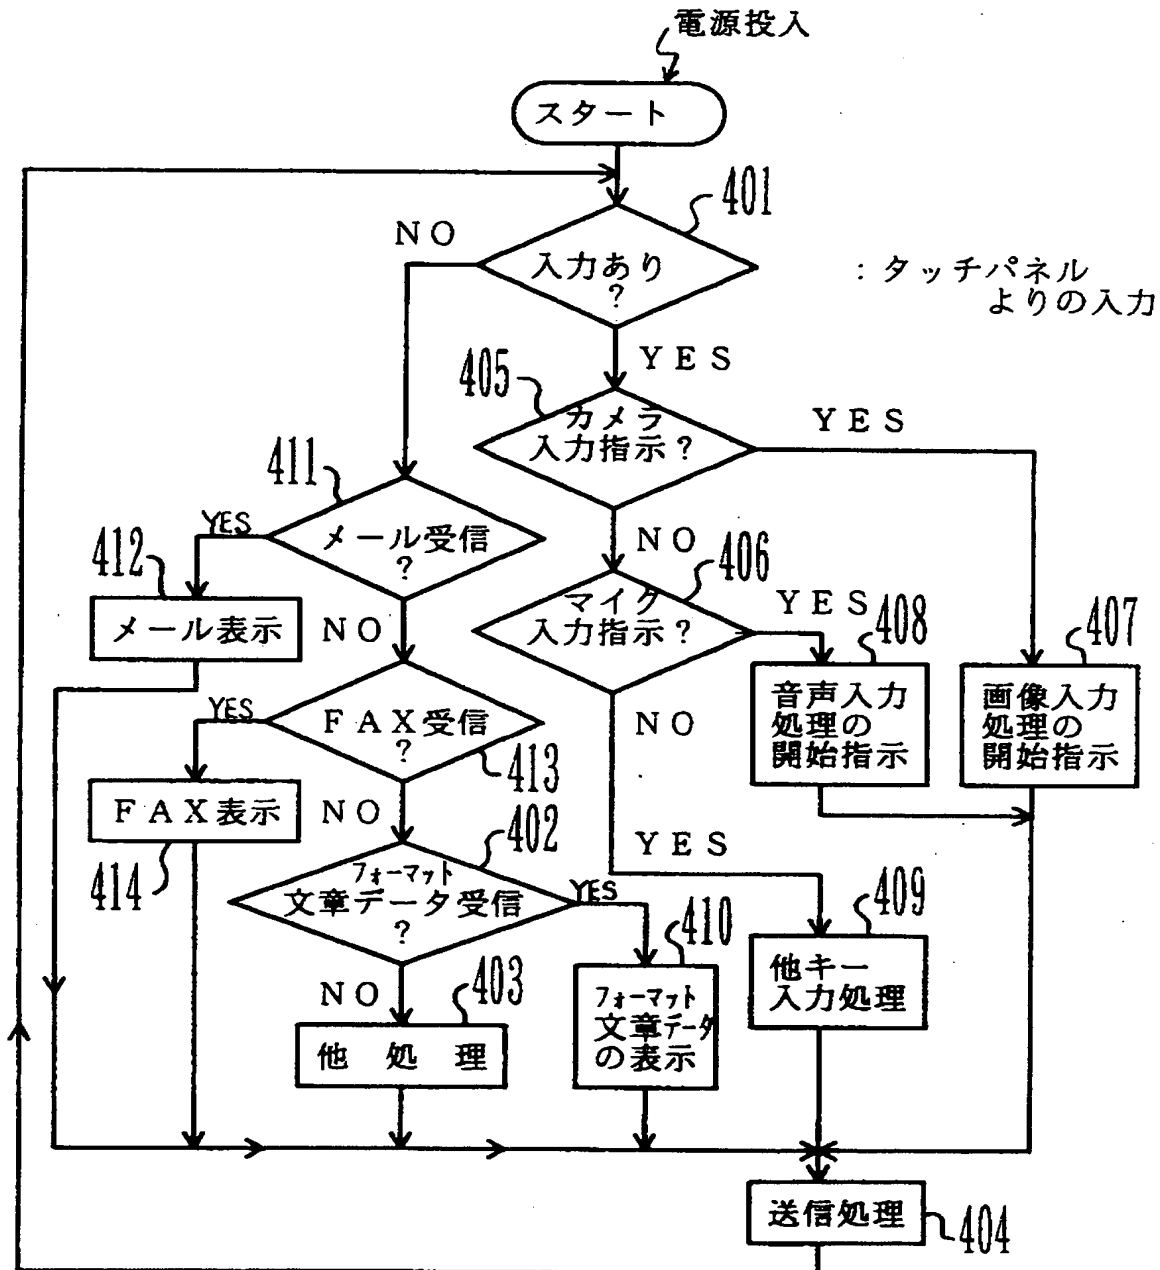 電源投入
スタート
401
NO
入力あり
?
:タッチパネル
よりの入力
YES
405
カメラ
入力指示?
YES
411
YES
メール受信
?
NO
406
412
メール表示
NO
マイク
入力指示?
YES
408
407
YES
FAX受信
?
413
NO
音声入力
処理の
開始指示
画像入力
処理の
開始指示
FAX表示
414
NO
402
YES
フォーマット
文章データ受信
?
YES
410
409
NO
403
他処理
フォーマット
文章データ
の表示
他キー
入力処理
送信処理
404